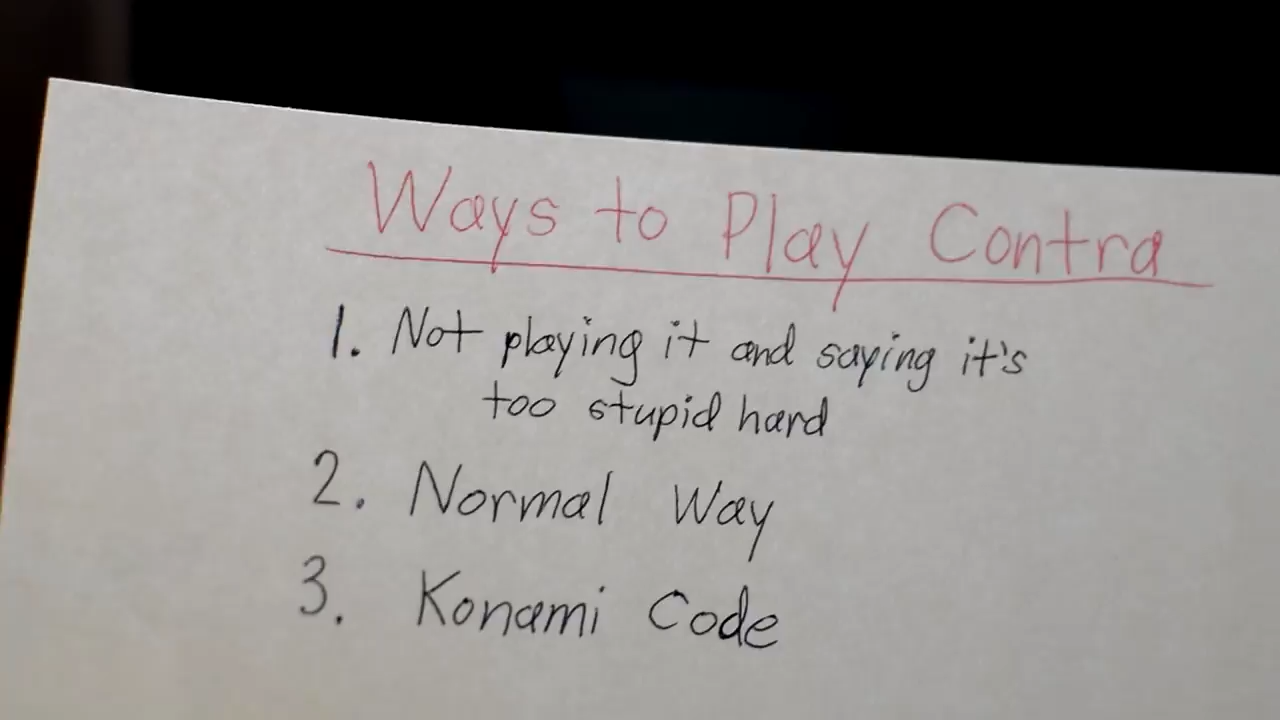 Ways to Play Contra
1. Not playing it and saying it's
too stupid hard
2. Normal Way
3. Konami Code